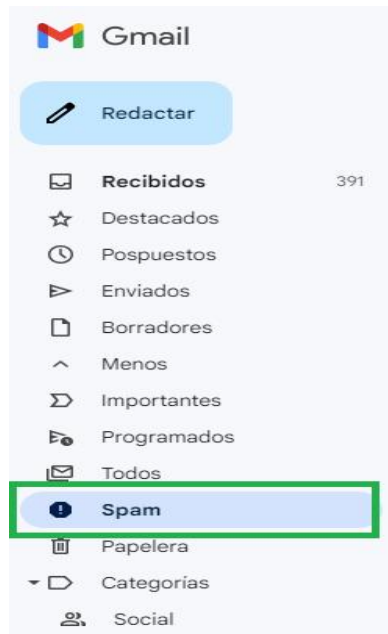 Gmail
Redactar
Recibidos 391
Destacados
Pospuestos
Enviados
Borradores
Menos
Importantes
Programados
Todos
Spam
Papelera
Categorías
Social